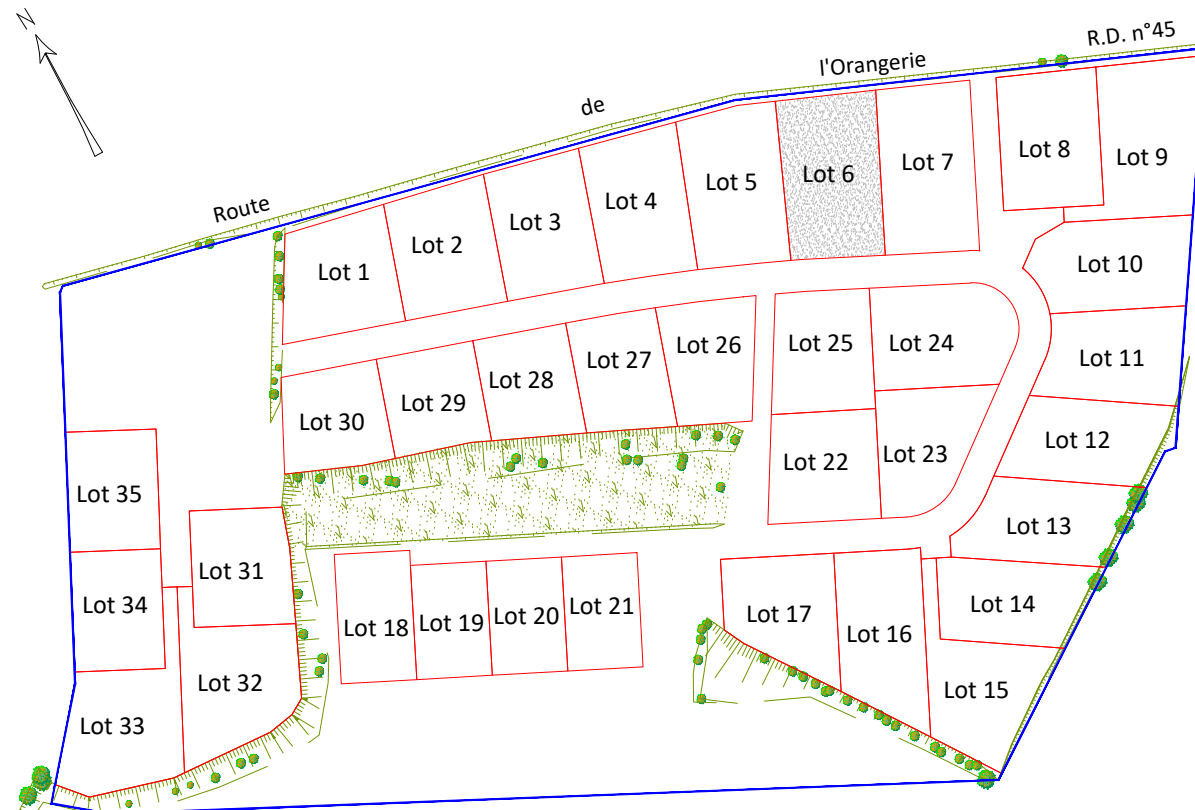 N
Route
de
l'Orangerie
R.D. n°45
Lot 1
Lot 2
Lot 3
Lot 4
Lot 5
Lot 6
Lot 7
Lot 8
Lot 9
Lot 10
Lot 11
Lot 12
Lot 13
Lot 14
Lot 15
Lot 16
Lot 17
Lot 18
Lot 19
Lot 20
Lot 21
Lot 22
Lot 23
Lot 24
Lot 25
Lot 26
Lot 27
Lot 28
Lot 29
Lot 30
Lot 31
Lot 32
Lot 33
Lot 34
Lot 35